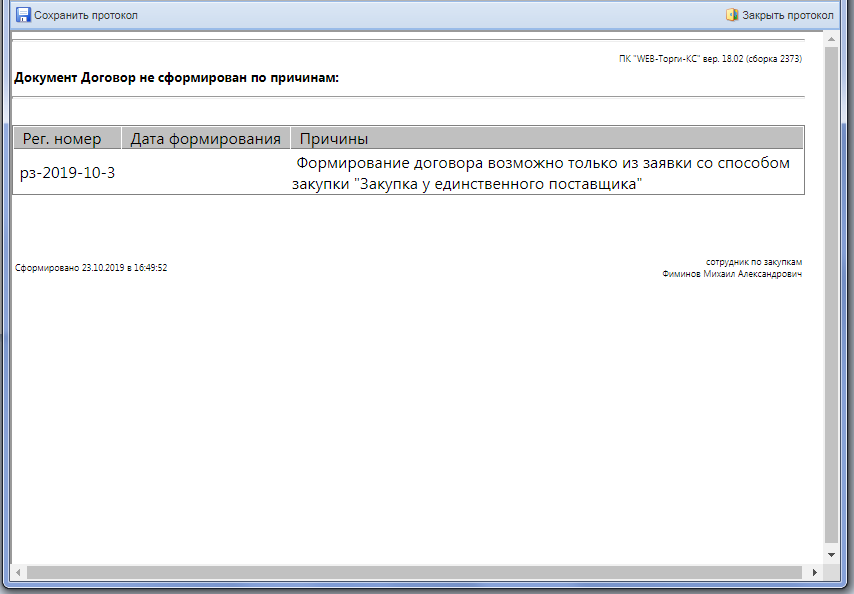 Сохранить протокол
Закрыть протокол
ПК "WEB-Торги-КС" вер. 18.02 (сборка 2373)
Документ Договор не сформирован по причинам:
Рег. номер Дата формирования Причины
рз-2019-10-3
Формирование договора возможно только из заявки со способом
закупки "Закупка у единственного поставщика"
Сформировано 23.10.2019 в 16:49:52
сотрудник по закупкам
Фиминов Михаил Александрович